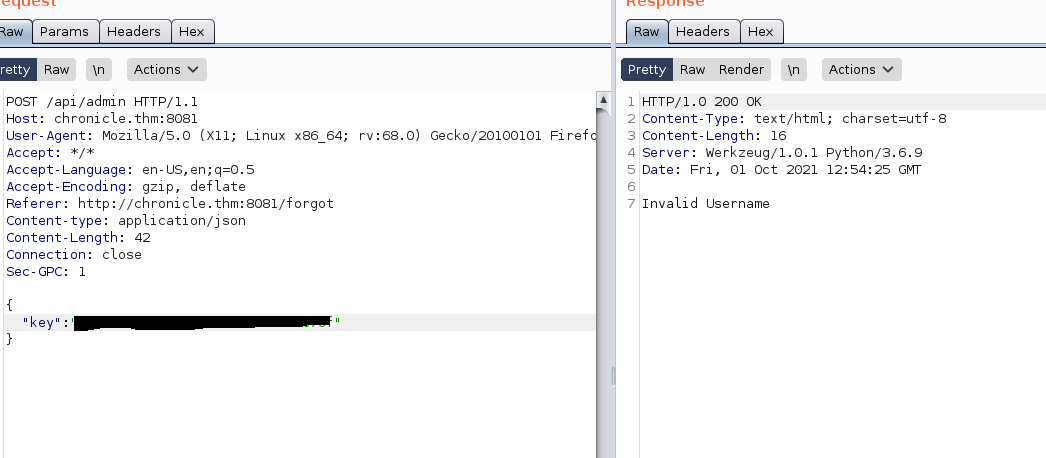 equest
Raw Params Headers Hex
retty Raw \n Actions
POST /api/admin HTTP/1.1
Host: chronicle.thm:8081
User-Agent: Mozilla/5.0 (X11; Linux x86_64; rv:68.0) Gecko/20100101 Firefo
Accept: */*
Accept-Language: en-US,en;q=0.5
Accept-Encoding: gzip, deflate
Referer: http://chronicle.thm:8081/forgot
Content-type: application/json
Content-Length: 42
Connection: close
Sec-GPC: 1
{
"key":"
}
Response
Raw Headers Hex
Pretty Raw Render \n Actions
1 HTTP/1.0 200 OK
2 Content-Type: text/html; charset=utf-8
3 Content-Length: 16
4 Server: Werkzeug/1.0.1 Python/3.6.9
5 Date: Fri, 01 Oct 2021 12:54:25 GMT
6
7 Invalid Username